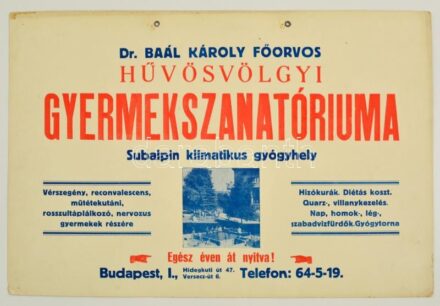 Dr. BAÁL KÁROLY FŐORVOS
HŰVÖSVÖLGYI
GYERMEKSZANATÓRIUMA
Subalpin klimatikus gyógyhely
Vérszegény, reconvalescens,
műtétekutáni,
rosszultáplálkozó, nervozus
gyermekek részére
Hizókurák. Diétás koszt.
Quarz-, villanykezelés.
Nap, homok-, lég-,
szabadvizfürdők. Gyógytorna
Egész éven át nyitva!
Budapest, I., Hidegkuti út 47.
Versecz-út 6.
Telefon: 64-5-19.